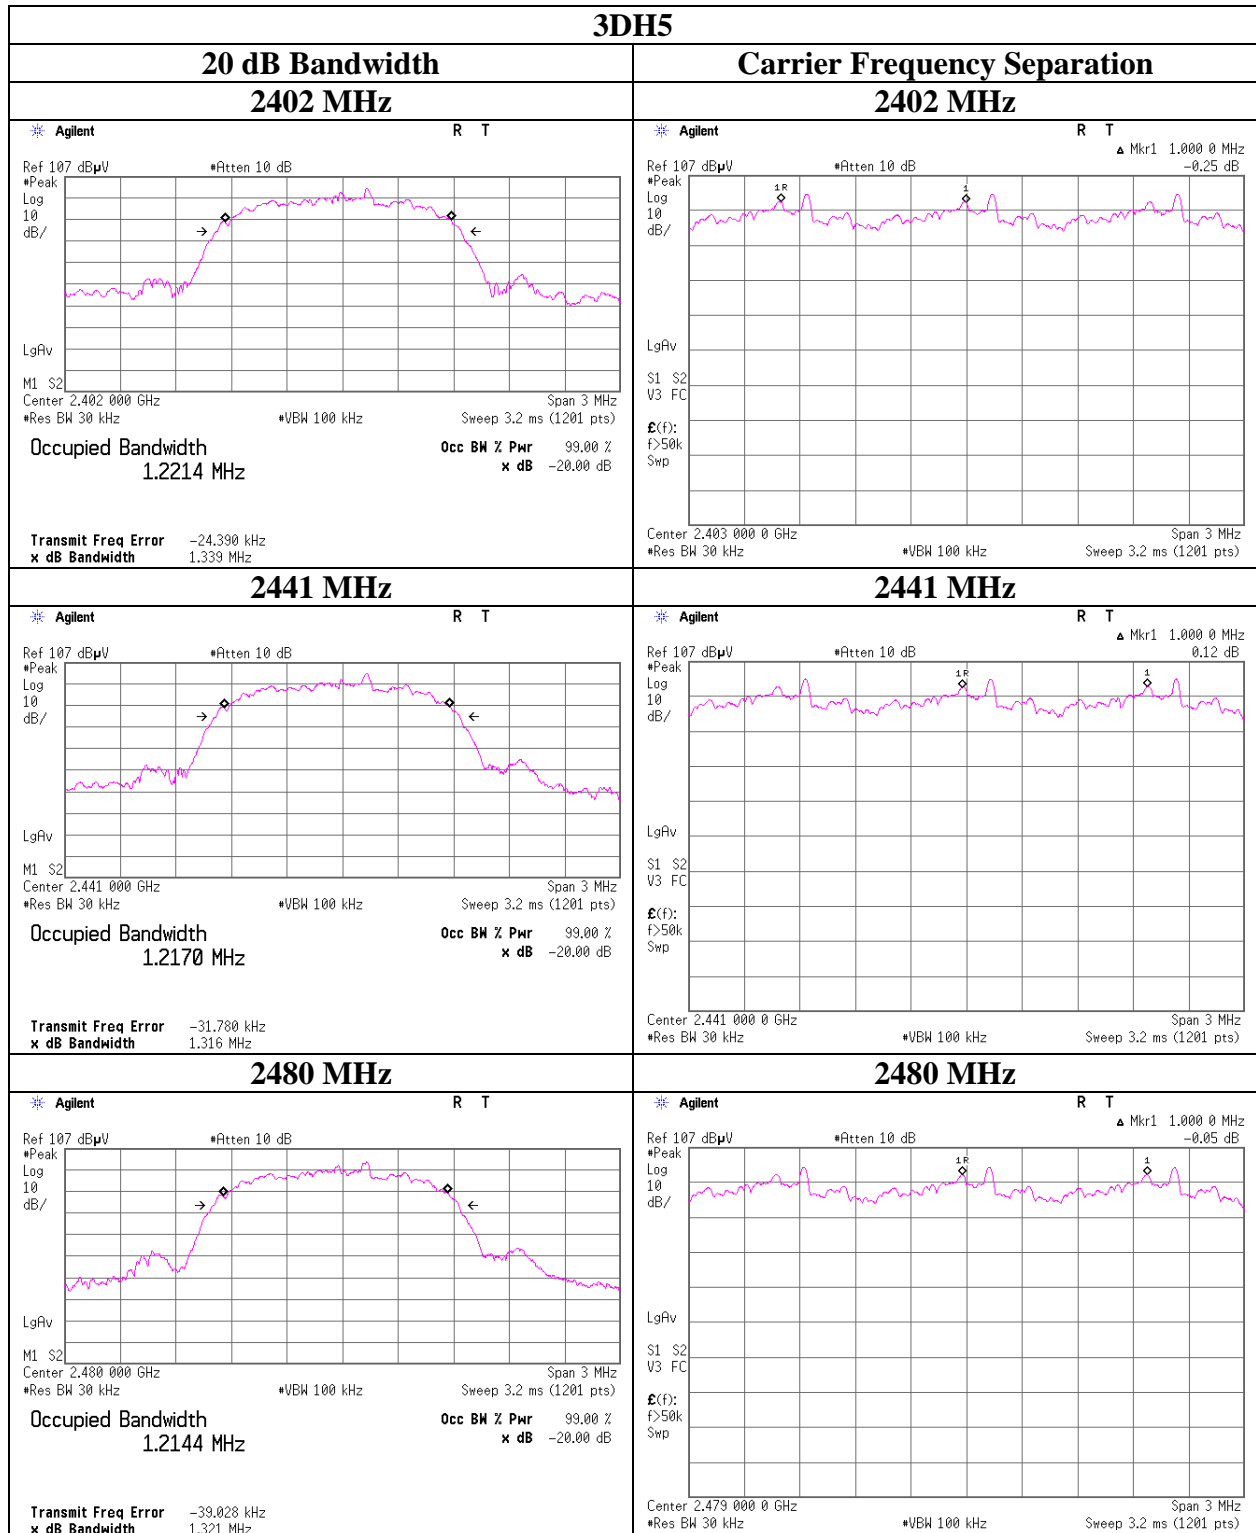 3DH5
20 dB Bandwidth
Carrier Frequency Separation
2402 MHz
2402 MHz
Agilent R T
Ref 107 dBµV #Atten 10 dB
#Peak
Log
10
dB/
LgAv
M1 S2
Center 2.402 000 GHz Span 3 MHz
#Res BW 30 kHz #VBW 100 kHz Sweep 3.2 ms (1201 pts)
Occupied Bandwidth Occ BW % Pwr 99.00 %
1.2214 MHz x dB -20.00 dB
Transmit Freq Error -24.390 kHz
x dB Bandwidth 1.339 MHz
Agilent R T
Δ Mkr1 1.000 0 MHz
Ref 107 dBµV #Atten 10 dB -0.25 dB
#Peak
Log
10
dB/
1R 1
LgAv
S1 S2
V3 FC
£(f):
f>50k
Swp
Center 2.403 000 0 GHz Span 3 MHz
#Res BW 30 kHz #VBW 100 kHz Sweep 3.2 ms (1201 pts)
2441 MHz
2441 MHz
Agilent R T
Ref 107 dBµV #Atten 10 dB
#Peak
Log
10
dB/
LgAv
M1 S2
Center 2.441 000 GHz Span 3 MHz
#Res BW 30 kHz #VBW 100 kHz Sweep 3.2 ms (1201 pts)
Occupied Bandwidth Occ BW % Pwr 99.00 %
1.2170 MHz x dB -20.00 dB
Transmit Freq Error -31.780 kHz
x dB Bandwidth 1.316 MHz
Agilent R T
Δ Mkr1 1.000 0 MHz
Ref 107 dBµV #Atten 10 dB 0.12 dB
#Peak
Log
10
dB/
1R 1
LgAv
S1 S2
V3 FC
£(f):
f>50k
Swp
Center 2.441 000 0 GHz Span 3 MHz
#Res BW 30 kHz #VBW 100 kHz Sweep 3.2 ms (1201 pts)
2480 MHz
2480 MHz
Agilent R T
Ref 107 dBµV #Atten 10 dB
#Peak
Log
10
dB/
LgAv
M1 S2
Center 2.480 000 GHz Span 3 MHz
#Res BW 30 kHz #VBW 100 kHz Sweep 3.2 ms (1201 pts)
Occupied Bandwidth Occ BW % Pwr 99.00 %
1.2144 MHz x dB -20.00 dB
Transmit Freq Error -39.028 kHz
x dB Bandwidth 1.321 MHz
Agilent R T
Δ Mkr1 1.000 0 MHz
Ref 107 dBµV #Atten 10 dB -0.05 dB
#Peak
Log
10
dB/
1R 1
LgAv
S1 S2
V3 FC
£(f):
f>50k
Swp
Center 2.479 000 0 GHz Span 3 MHz
#Res BW 30 kHz #VBW 100 kHz Sweep 3.2 ms (1201 pts)